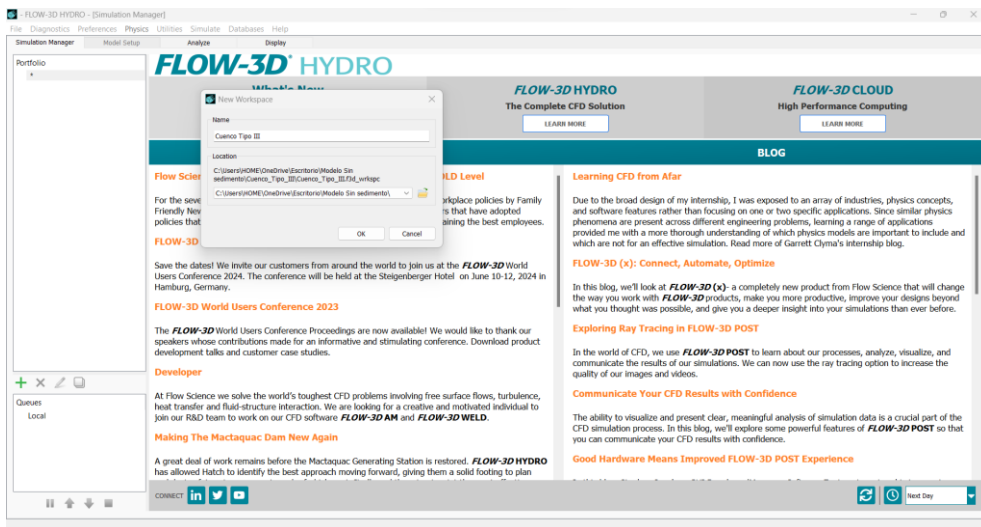 - FLOW-3D HYDRO - [Simulation Manager]
File Diagnostics Preferences Physics Utilities Simulate Databases Help
Simulation Manager Model Setup Analyze Display
Portfolio
FLOW-3D® HYDRO
What's New
FLOW-3D HYDRO
The Complete CFD Solution
LEARN MORE
FLOW-3D CLOUD
High Performance Computing
LEARN MORE
New Workspace
Name
Cuenco Tipo III
Location
C:\Users\HOME\OneDrive\Escritorio\Modelo Sin
sedimento\Cuenco_Tipo_III\Cuenco_Tipo_III.f3d_wrkspc
C:\Users\HOME\OneDrive\Escritorio\Modelo Sin sedimento\
OK Cancel
Flow Scien
LD Level
For the seve
rkplace policies by Family
Friendly Nev
rs that have adopted
policies that
aining the best employees.
FLOW-3D
Save the dates! We invite our customers from around the world to join us at the FLOW-3D World
Users Conference 2024. The conference will be held at the Steigenberger Hotel on June 10-12, 2024 in
Hamburg, Germany.
FLOW-3D World Users Conference 2023
The FLOW-3D World Users Conference Proceedings are now available! We would like to thank our
speakers whose contributions made for an informative and stimulating conference. Download product
development talks and customer case studies.
Developer
At Flow Science we solve the world's toughest CFD problems involving free surface flows, turbulence,
heat transfer and fluid-structure interaction. We are looking for a creative and motivated individual to
join our R&D team to work on our CFD software FLOW-3D AM and FLOW-3D WELD.
Making The Mactaquac Dam New Again
A great deal of work remains before the Mactaquac Generating Station is restored. FLOW-3D HYDRO
has allowed Hatch to identify the best approach moving forward, giving them a solid footing to plan
BLOG
Learning CFD from Afar
Due to the broad design of my internship, I was exposed to an array of industries, physics concepts,
and software features rather than focusing on one or two specific applications. Since similar physics
phenomena are present across different engineering problems, learning a range of applications
provided me with a more thorough understanding of which physics models are important to include and
which are not for an effective simulation. Read more of Garrett Clyma's internship blog.
FLOW-3D (x): Connect, Automate, Optimize
In this blog, we'll look at FLOW-3D (x)- a completely new product from Flow Science that will change
the way you work with FLOW-3D products, make you more productive, improve your designs beyond
what you thought was possible, and give you a deeper insight into your simulations than ever before.
Exploring Ray Tracing in FLOW-3D POST
In the world of CFD, we use FLOW-3D POST to learn about our processes, analyze, visualize, and
communicate the results of our simulations. We can now use the ray tracing option to increase the
quality of our images and videos.
Communicate Your CFD Results with Confidence
The ability to visualize and present clear, meaningful analysis of simulation data is a crucial part of the
CFD simulation process. In this blog, we'll explore some powerful features of FLOW-3D POST so that
you can communicate your CFD results with confidence.
Good Hardware Means Improved FLOW-3D POST Experience
Queues
Local
CONNECT
Next Day